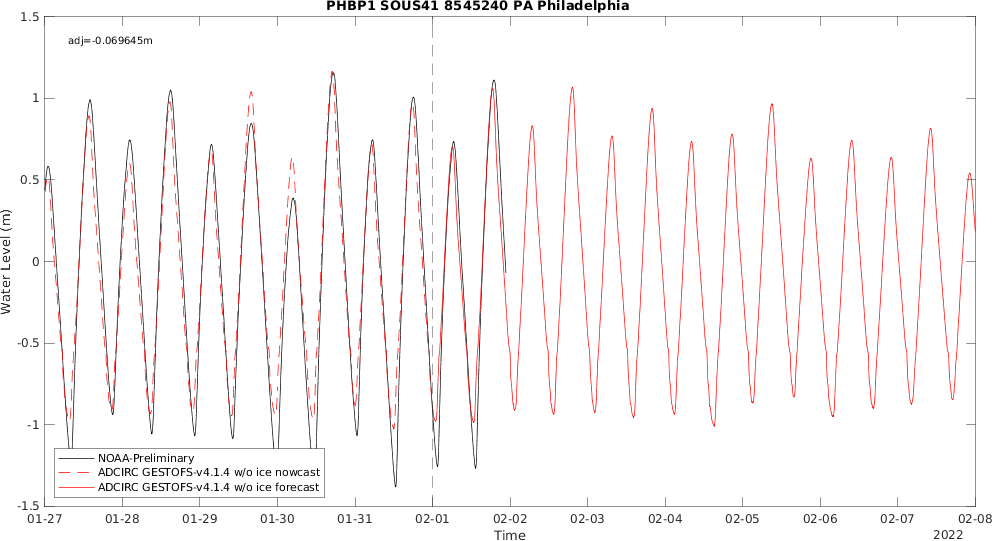 PHBP1 SOUS41 8545240 PA Philadelphia
adj=-0.069645m
1.5
1
0.5
0
-0.5
-1
-1.5
Water Level (m)
NOAA-Preliminary
ADCIRC GESTOFS-v4.1.4 w/o ice nowcast
ADCIRC GESTOFS-v4.1.4 w/o ice forecast
01-27 01-28 01-29 01-30 01-31 02-01 02-02 02-03 02-04 02-05 02-06 02-07 02-08
Time
2022